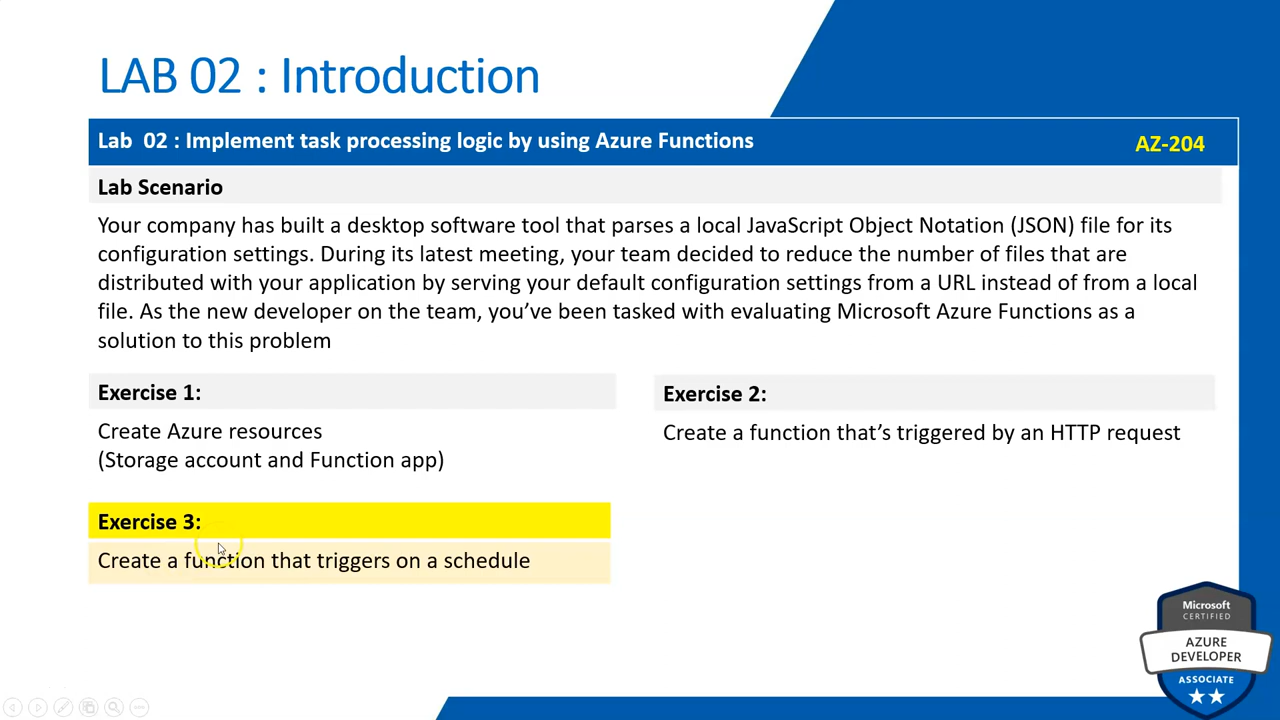 LAB 02 : Introduction
Lab 02 : Implement task processing logic by using Azure Functions
AZ-204
Lab Scenario
Your company has built a desktop software tool that parses a local JavaScript Object Notation (JSON) file for its
configuration settings. During its latest meeting, your team decided to reduce the number of files that are
distributed with your application by serving your default configuration settings from a URL instead of from a local
file. As the new developer on the team, you’ve been tasked with evaluating Microsoft Azure Functions as a
solution to this problem
Exercise 1:
Create Azure resources
(Storage account and Function app)
Exercise 2:
Create a function that’s triggered by an HTTP request
Exercise 3:
Create a function that triggers on a schedule
Microsoft
CERTIFIED
AZURE
DEVELOPER
ASSOCIATE